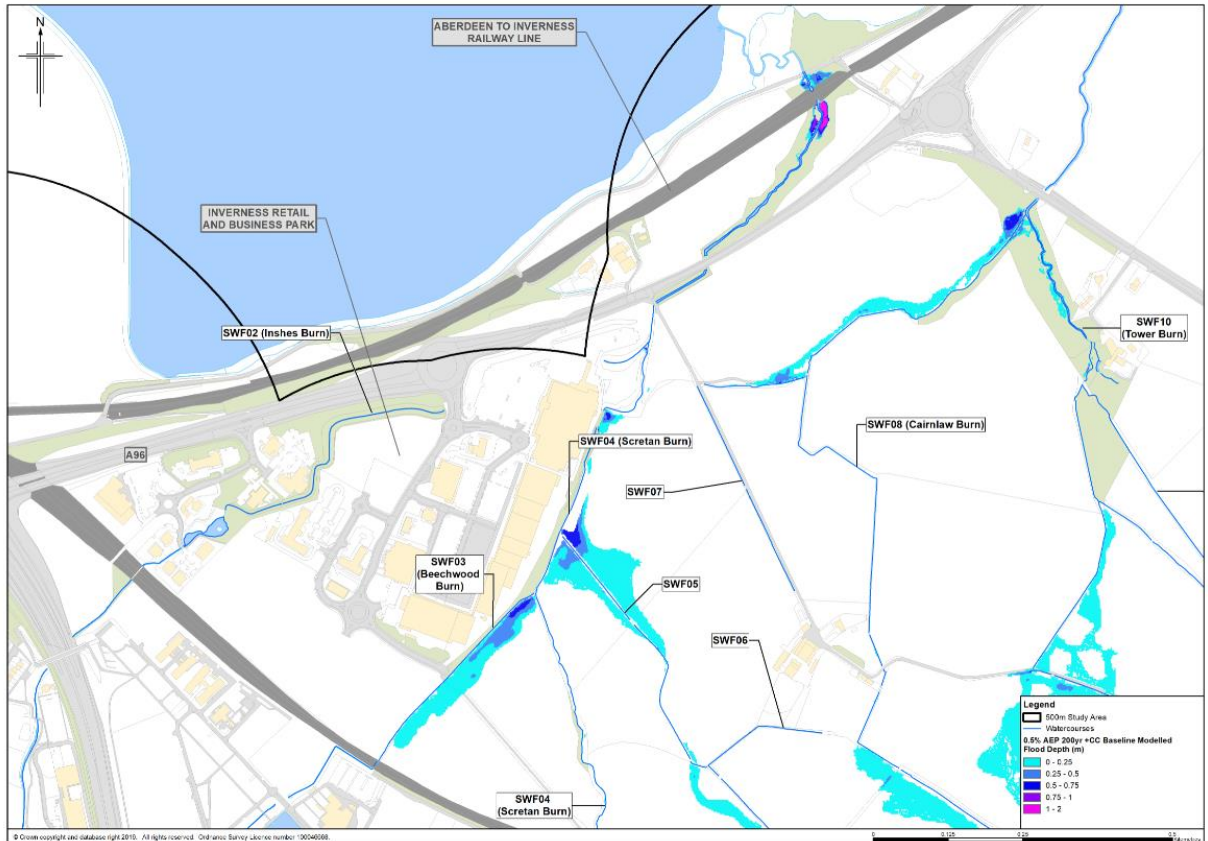 N
ABERDEEN TO INVERNESS
RAILWAY LINE
INVERNESS RETAIL
AND BUSINESS PARK
SWF02 (Inshes Burn)
SWF10
(Tower Burn)
A96
SWF04 (Scretan Burn)
SWF08 (Cairnlaw Burn)
SWF07
SWF03
(Beechwood
Burn)
SWF05
SWF06
SWF04
(Scretan Burn)
Legend
500m Study Area
Watercourses
0.5% AEP 200yr +CC Baseline Modelled
Flood Depth (m)
0 - 0.25
0.25 - 0.5
0.5 - 0.75
0.75 - 1
1 - 2
© Crown copyright and database right 2019. All rights reserved. Ordnance Survey Licence number
0 0.125 0.25 0.5